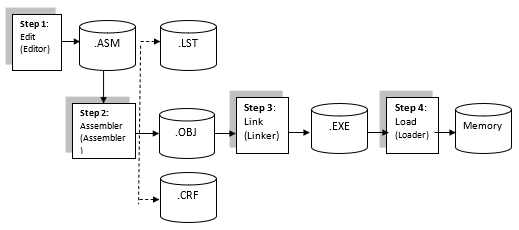 Step 1:
Edit
(Editor)
.ASM
.LST
Step 2:
Assembler
(Assembler
)
.OBJ
Step 3:
Link
(Linker)
.EXE
Step 4:
Load
(Loader)
Memory
.CRF